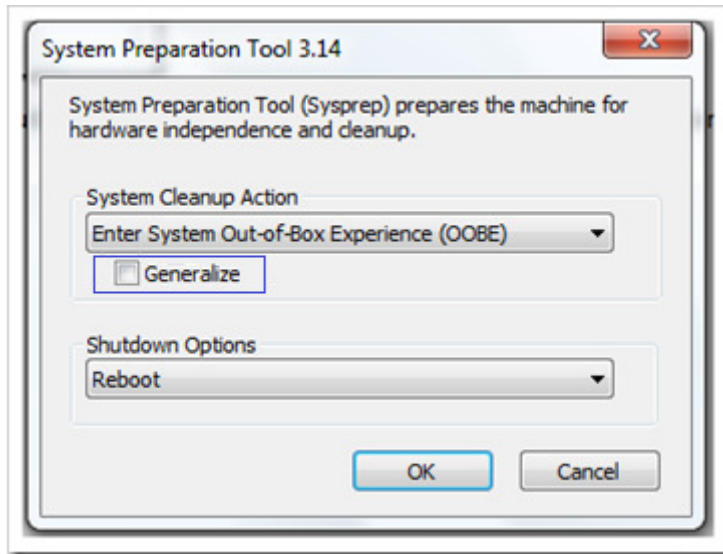 System Preparation Tool 3.14
System Preparation Tool (Sysprep) prepares the machine for
hardware independence and cleanup.
System Cleanup Action
Enter System Out-of-Box Experience (OOBE)
Generalize
Shutdown Options
Reboot
OK
Cancel